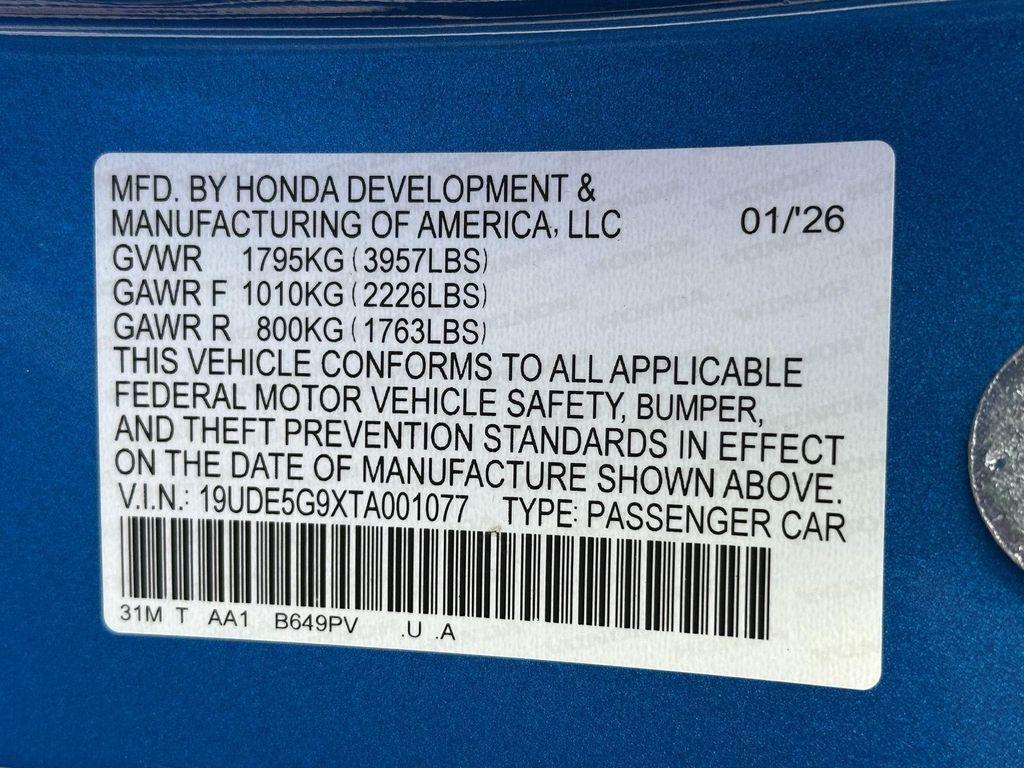 MFD. BY HONDA DEVELOPMENT &
MANUFACTURING OF AMERICA, LLC 01/'26
GVWR 1795KG (3957LBS)
GAWR F 1010KG (2226LBS)
GAWR R 800KG (1763LBS)
THIS VEHICLE CONFORMS TO ALL APPLICABLE
FEDERAL MOTOR VEHICLE SAFETY, BUMPER,
AND THEFT PREVENTION STANDARDS IN EFFECT
ON THE DATE OF MANUFACTURE SHOWN ABOVE.
V.I.N.: 19UDE5G9XTA001077 TYPE: PASSENGER CAR
31M T AA1 B649PV .U .A